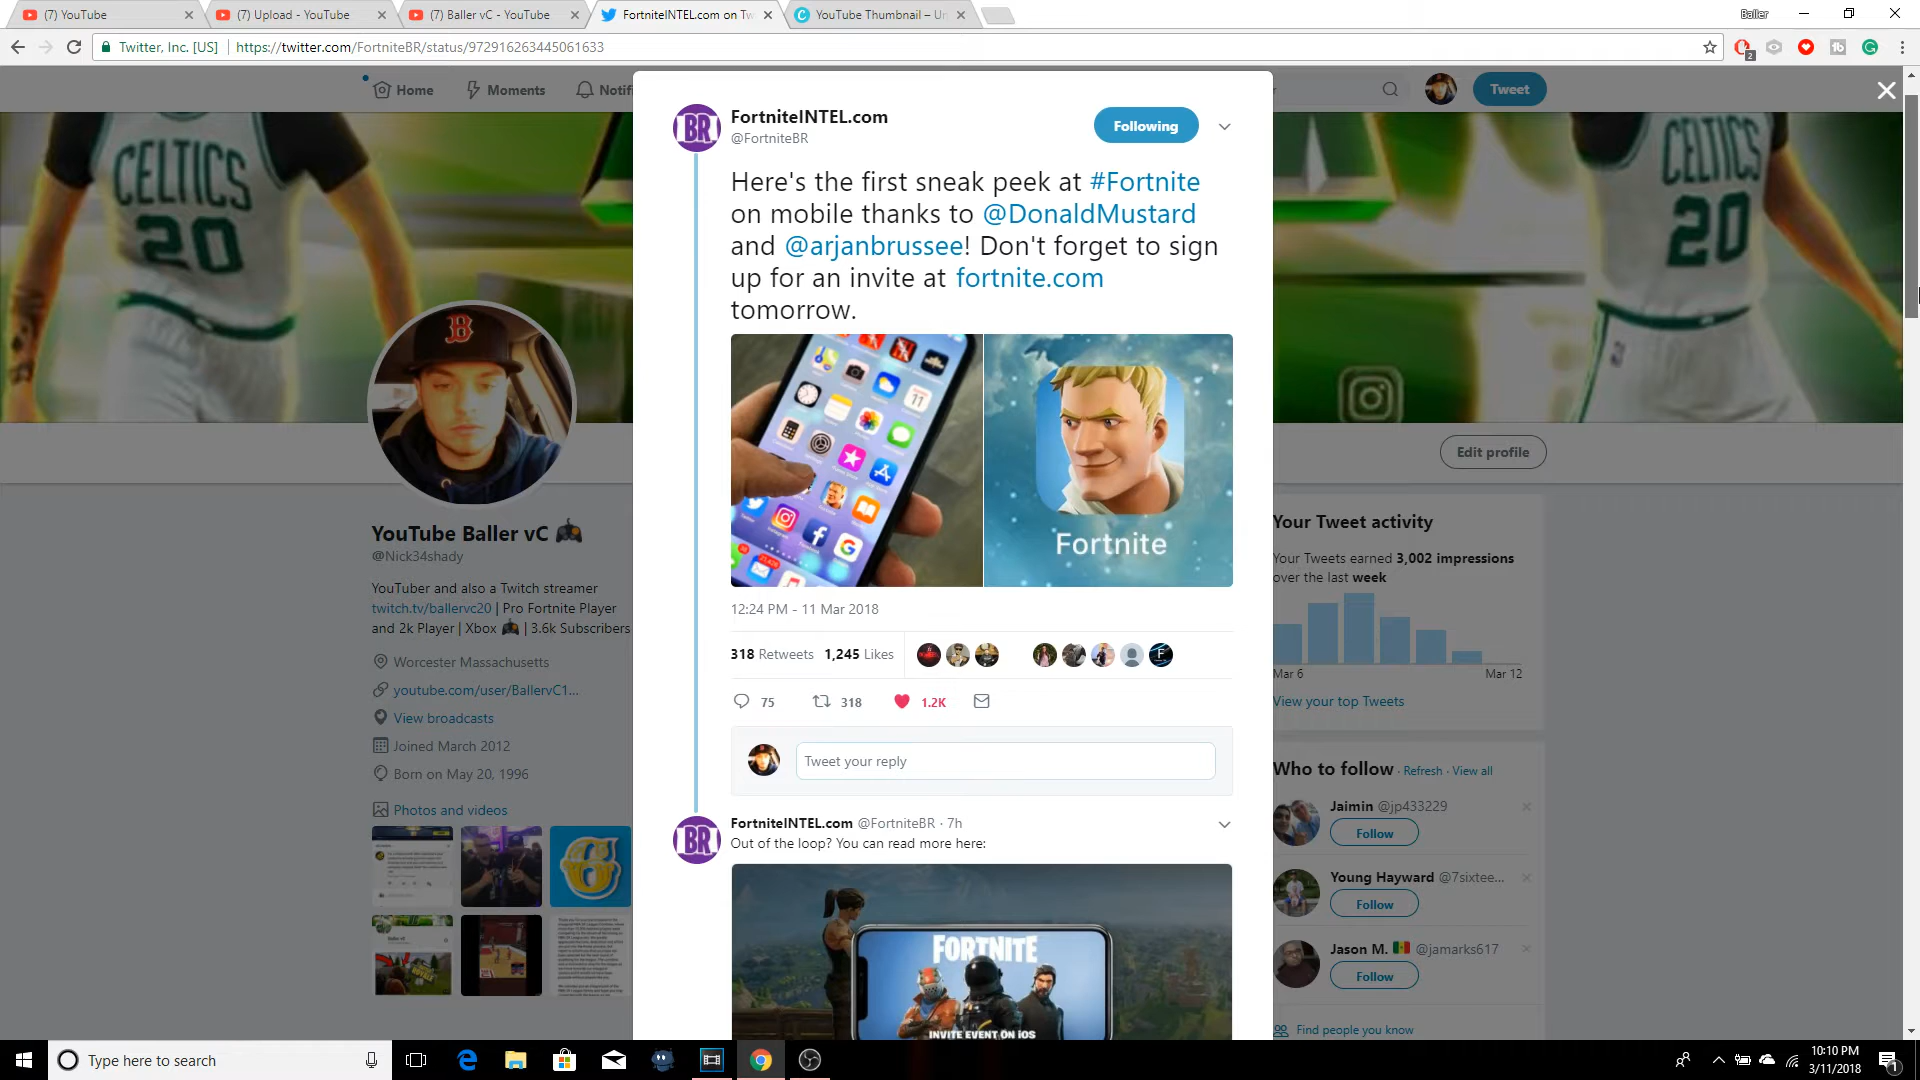 (7) YouTube
(7) Upload - YouTube
(7) Baller vC - YouTube
FortniteINTEL.com on Tw
YouTube Thumbnail – Un
Baller
Twitter, Inc. [US]
https://twitter.com/FortniteBR/status/972916263445061633
2
Home
Moments
Notifi
Tweet
CELTICS
20
CELTICS
20
BR
FortniteINTEL.com
@FortniteBR
Following
Here's the first sneak peek at #Fortnite
on mobile thanks to @DonaldMustard
and @arjanbrussee! Don't forget to sign
up for an invite at fortnite.com
tomorrow.
11
Fortnite
12:24 PM - 11 Mar 2018
318 Retweets 1,245 Likes
75
318
1.2K
Tweet your reply
BR
FortniteINTEL.com @FortniteBR · 7h
Out of the loop? You can read more here:
FORTNITE
INVITE EVENT ON iOS
B
YouTube Baller vC
@Nick34shady
YouTuber and also a Twitch streamer
twitch.tv/ballervc20 | Pro Fortnite Player
and 2k Player | Xbox | 3.6k Subscribers
Worcester Massachusetts
youtube.com/user/BallervC1...
View broadcasts
Joined March 2012
Born on May 20, 1996
Photos and videos
Edit profile
Your Tweet activity
Your Tweets earned 3,002 impressions
over the last week
Mar 6
Mar 12
View your top Tweets
Who to follow · Refresh · View all
Jaimin @jp433229
Follow
Young Hayward @7sixtee...
Follow
Jason M. @jamarks617
Follow
Find people you know
Type here to search
10:10 PM
3/11/2018
1